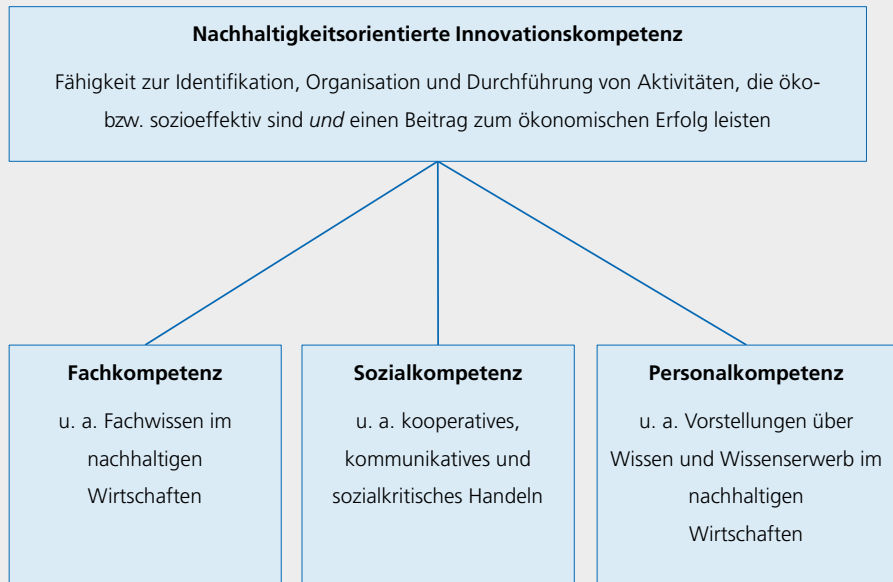 Nachhaltigkeitsorientierte Innovationskompetenz
Fähigkeit zur Identifikation, Organisation und Durchführung von Aktivitäten, die öko-
bzw. sozioeffektiv sind und einen Beitrag zum ökonomischen Erfolg leisten
Fachkompetenz
u. a. Fachwissen im
nachhaltigen
Wirtschaften
Sozialkompetenz
u. a. kooperatives,
kommunikatives und
sozialkritisches Handeln
Personalkompetenz
u. a. Vorstellungen über
Wissen und Wissenserwerb im
nachhaltigen
Wirtschaften